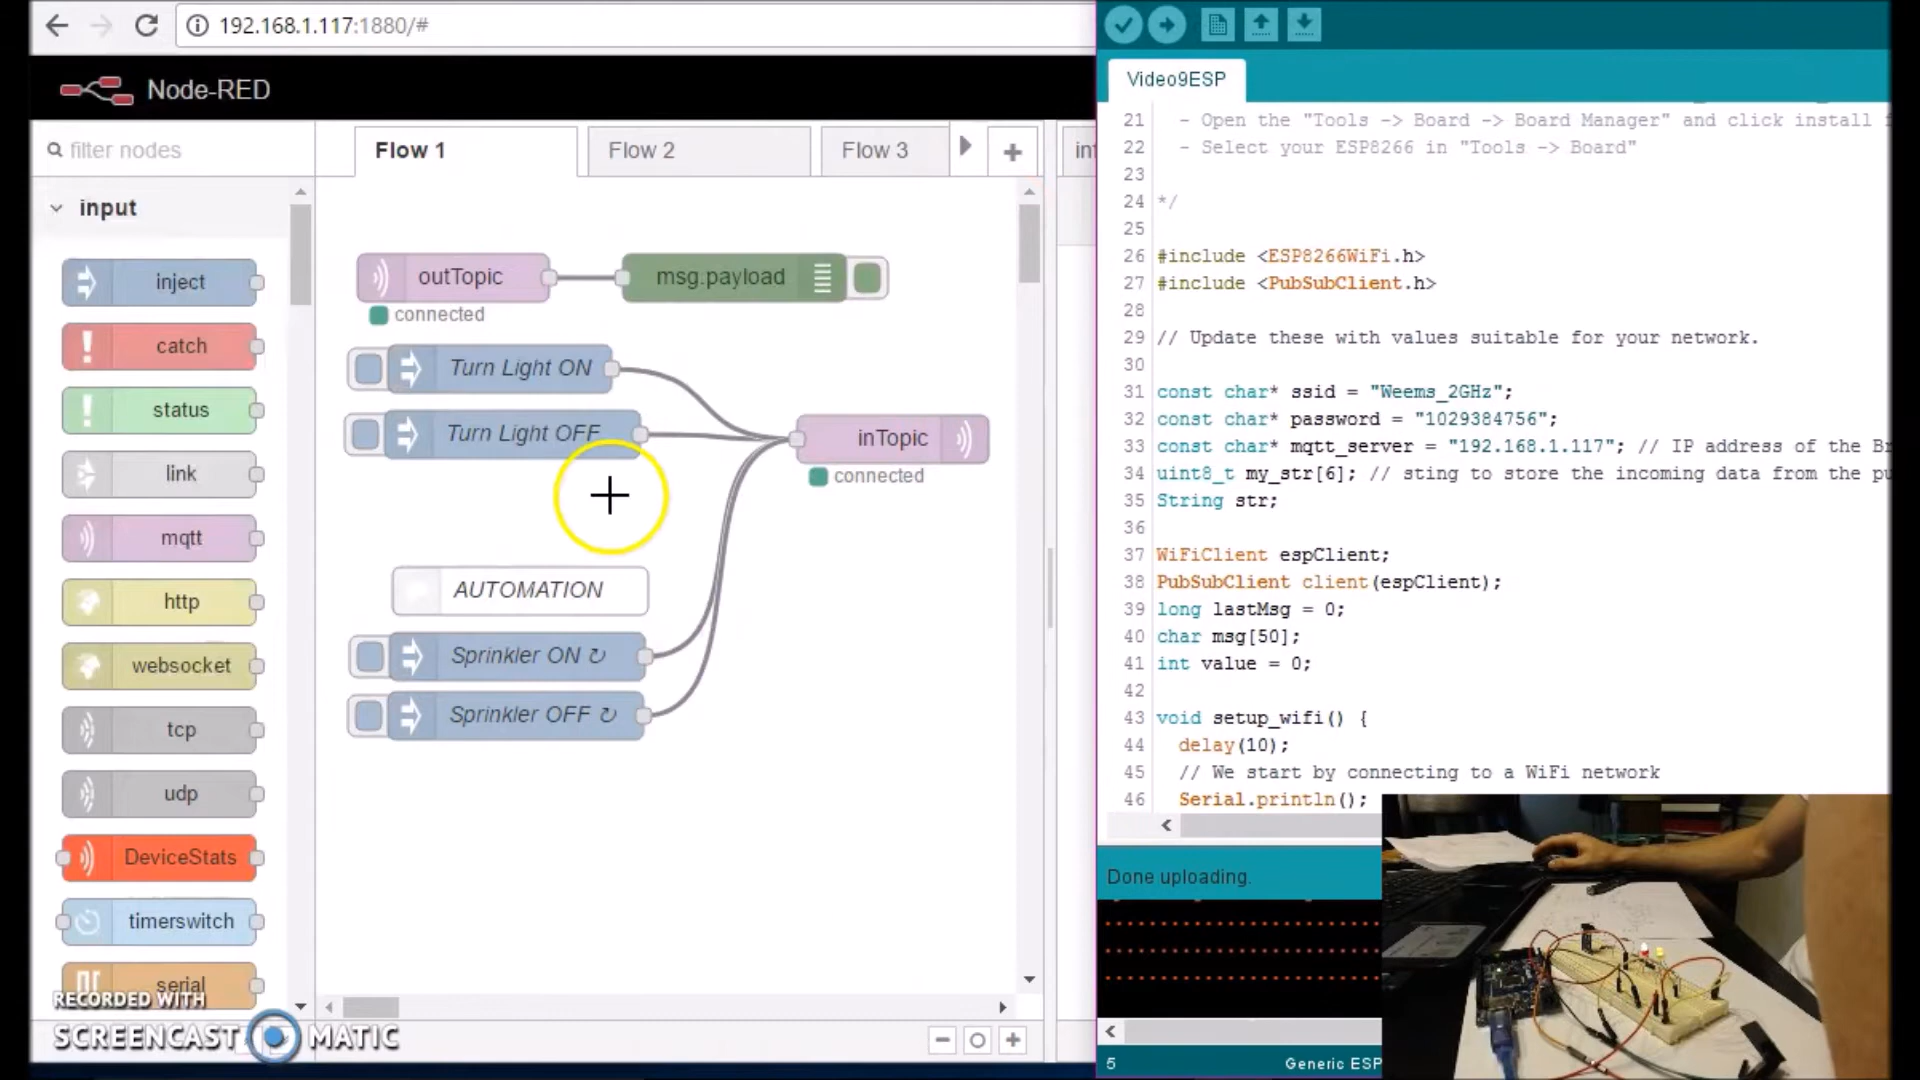 192.168.1.117:1880/#
Node-RED
filter nodes
Flow 1
Flow 2
Flow 3
input
inject
catch
status
link
mqtt
http
websocket
tcp
udp
DeviceStats
timerswitch
serial
outTopic
connected
msg.payload
Turn Light ON
Turn Light OFF
inTopic
connected
AUTOMATION
Sprinkler ON ↻
Sprinkler OFF ↻
RECORDED WITH
SCREENCAST MATIC
Video9ESP
21 - Open the "Tools -> Board -> Board Manager" and click install
22 - Select your ESP8266 in "Tools -> Board"
23
24 */
25
26 #include <ESP8266WiFi.h>
27 #include <PubSubClient.h>
28
29 // Update these with values suitable for your network.
30
31 const char* ssid = "Weems_2GHz";
32 const char* password = "1029384756";
33 const char* mqtt_server = "192.168.1.117"; // IP address of the
34 uint8_t my_str[6]; // sting to store the incoming data from the
35 String str;
36
37 WiFiClient espClient;
38 PubSubClient client(espClient);
39 long lastMsg = 0;
40 char msg[50];
41 int value = 0;
42
43 void setup_wifi() {
44 delay(10);
45 // We start by connecting to a WiFi network
46 Serial.println();
Done uploading.
5 Generic ESP